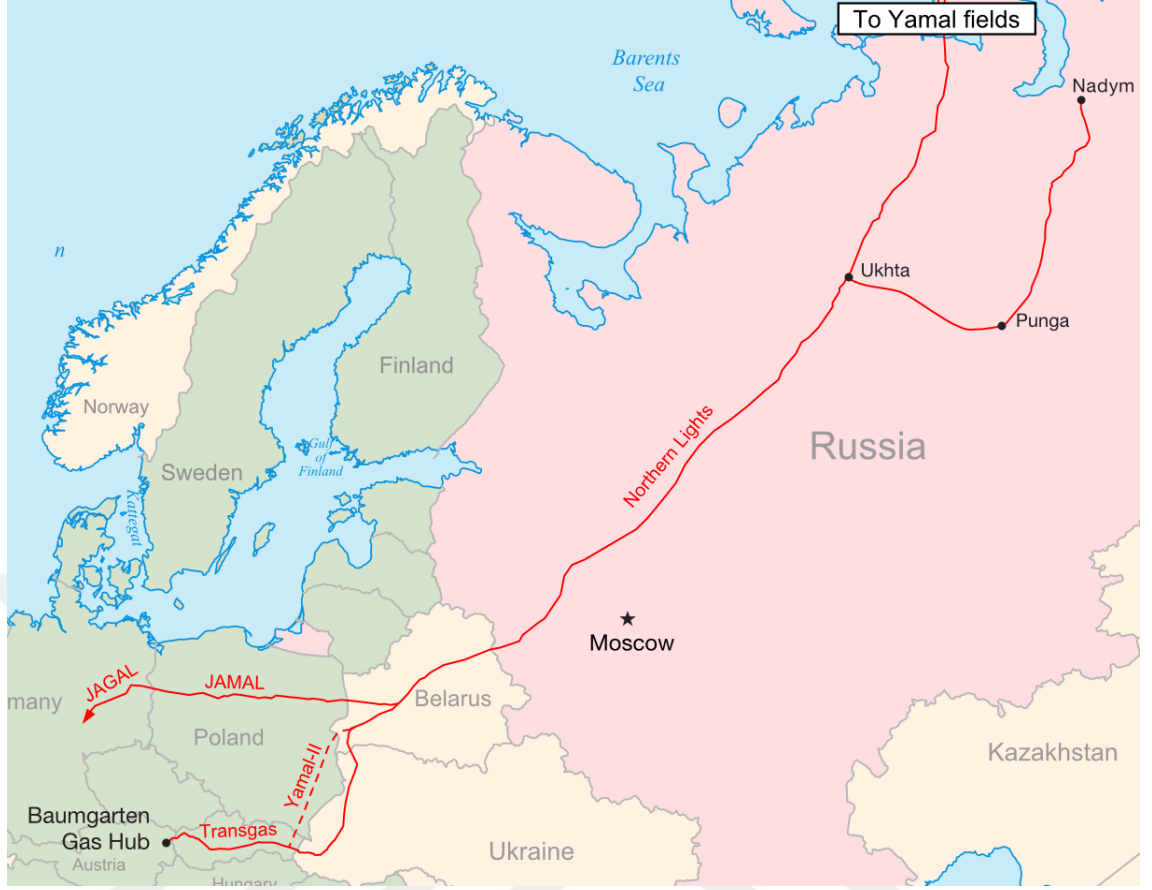 To Yamal fields
Barents
Sea
Nadym
n
Ukhta
Punga
Finland
Norway
Northern Lights
Russia
Gulf
of
Finland
Sweden
Kattegat
Moscow
JAGAL
JAMAL
many
Belarus
Poland
Yamal-II
Kazakhstan
Baumgarten
Gas Hub
Transgas
Ukraine
Austria
Hungary